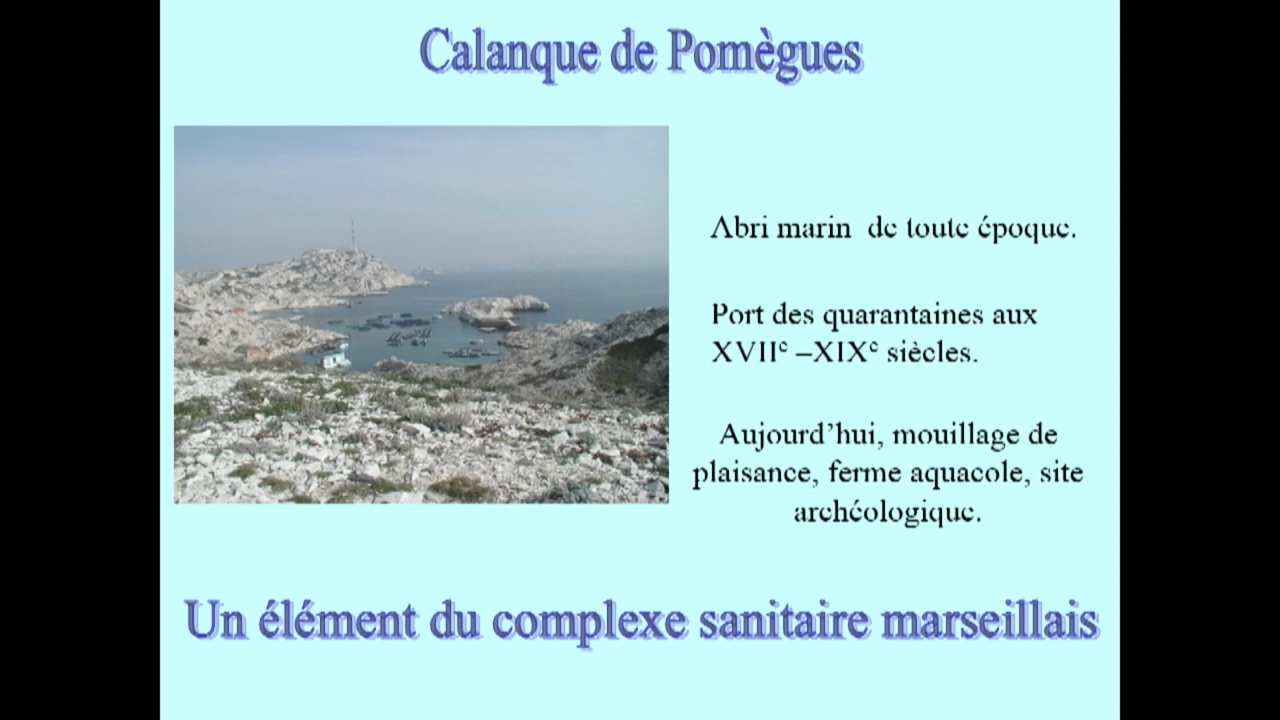 Calanque de Pomègues
Abri marin de toute époque.
Port des quarantaines aux
XVIIe –XIXe siècles.
Aujourd’hui, mouillage de
plaisance, ferme aquacole, site
archéologique.
Un élément du complexe sanitaire marseillais